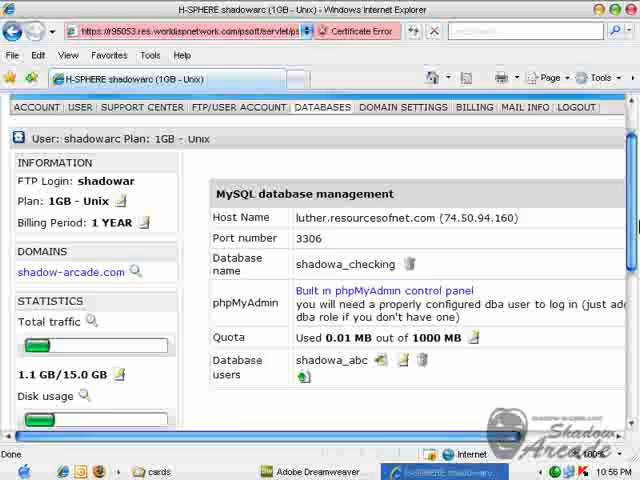 H-SPHERE shadowarc (1GB - Unix) - Windows Internet Explorer
https://r95053.res.worldispnetwork.com/psoft/servlet/ps
Certificate Error
File Edit View Favorites Tools Help
H-SPHERE shadowarc (1GB - Unix)
Page Tools
ACCOUNT USER SUPPORT CENTER FTP/USER ACCOUNT DATABASES DOMAIN SETTINGS BILLING MAIL INFO LOGOUT
User: shadowarc Plan: 1GB - Unix
INFORMATION
FTP Login: shadowar
Plan: 1GB - Unix
Billing Period: 1 YEAR
DOMAINS
shadow-arcade.com
STATISTICS
Total traffic
1.1 GB/15.0 GB
Disk usage
MySQL database management
Host Name luther.resourcesofnet.com (74.50.94.160)
Port number 3306
Database name shadowa_checking
phpMyAdmin Built in phpMyAdmin control panel
you will need a properly configured dba user to log in (just add
dba role if you don't have one)
Quota Used 0.01 MB out of 1000 MB
Database users shadowa_abc
Shadow
Arcade
Done Internet 100%
cards Adobe Dreamweaver... H-SPHERE shadowarc... 10:56 PM